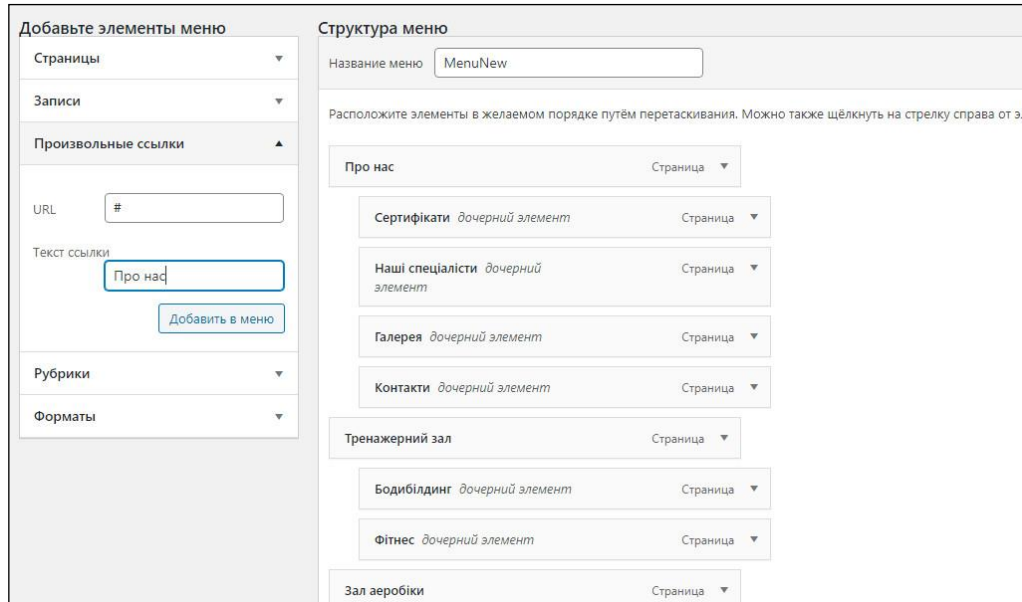 Добавьте элементы меню
Страницы
Записи
Произвольные ссылки
URL
#
Текст ссылки
Про нас
Добавить в меню
Рубрики
Форматы
Структура меню
Название меню MenuNew
Расположите элементы в желаемом порядке путём перетаскивания. Можно также щёлкнуть на стрелку справа от
Про нас Страница
Сертифікати дочерний элемент Страница
Наші спеціалісти дочерний Страница
элемент
Галерея дочерний элемент Страница
Контакти дочерний элемент Страница
Тренажерний зал Страница
Бодибілдинг дочерний элемент Страница
Фітнес дочерний элемент Страница
Зал аеробіки Страница